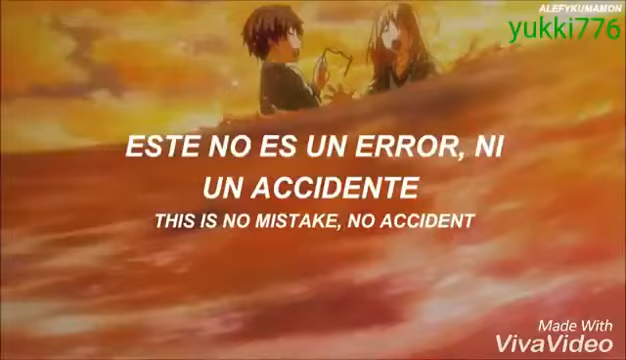 ALEFYKUMAMON
yukki776
ESTE NO ES UN ERROR, NI
UN ACCIDENTE
THIS IS NO MISTAKE, NO ACCIDENT
Made With
VivaVideo